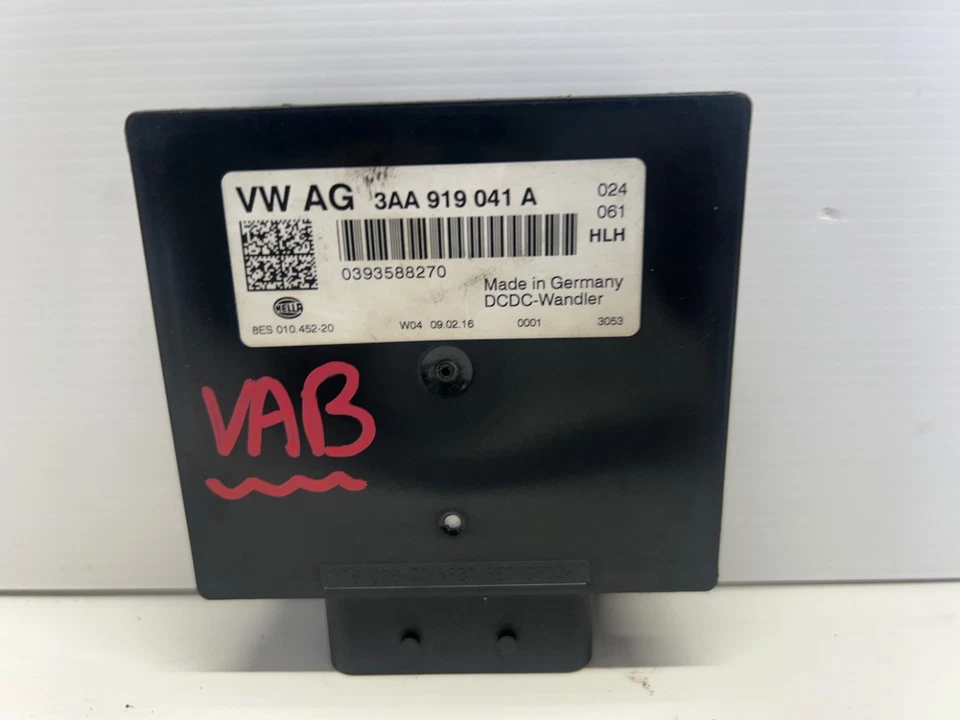 VW AG 3AA 919 041 A
024
061
HLH
0393588270
Made in Germany
DCDC-Wandler
HELLA
8ES 010.452-20
W04 09.02.16 0001 3053
VAB